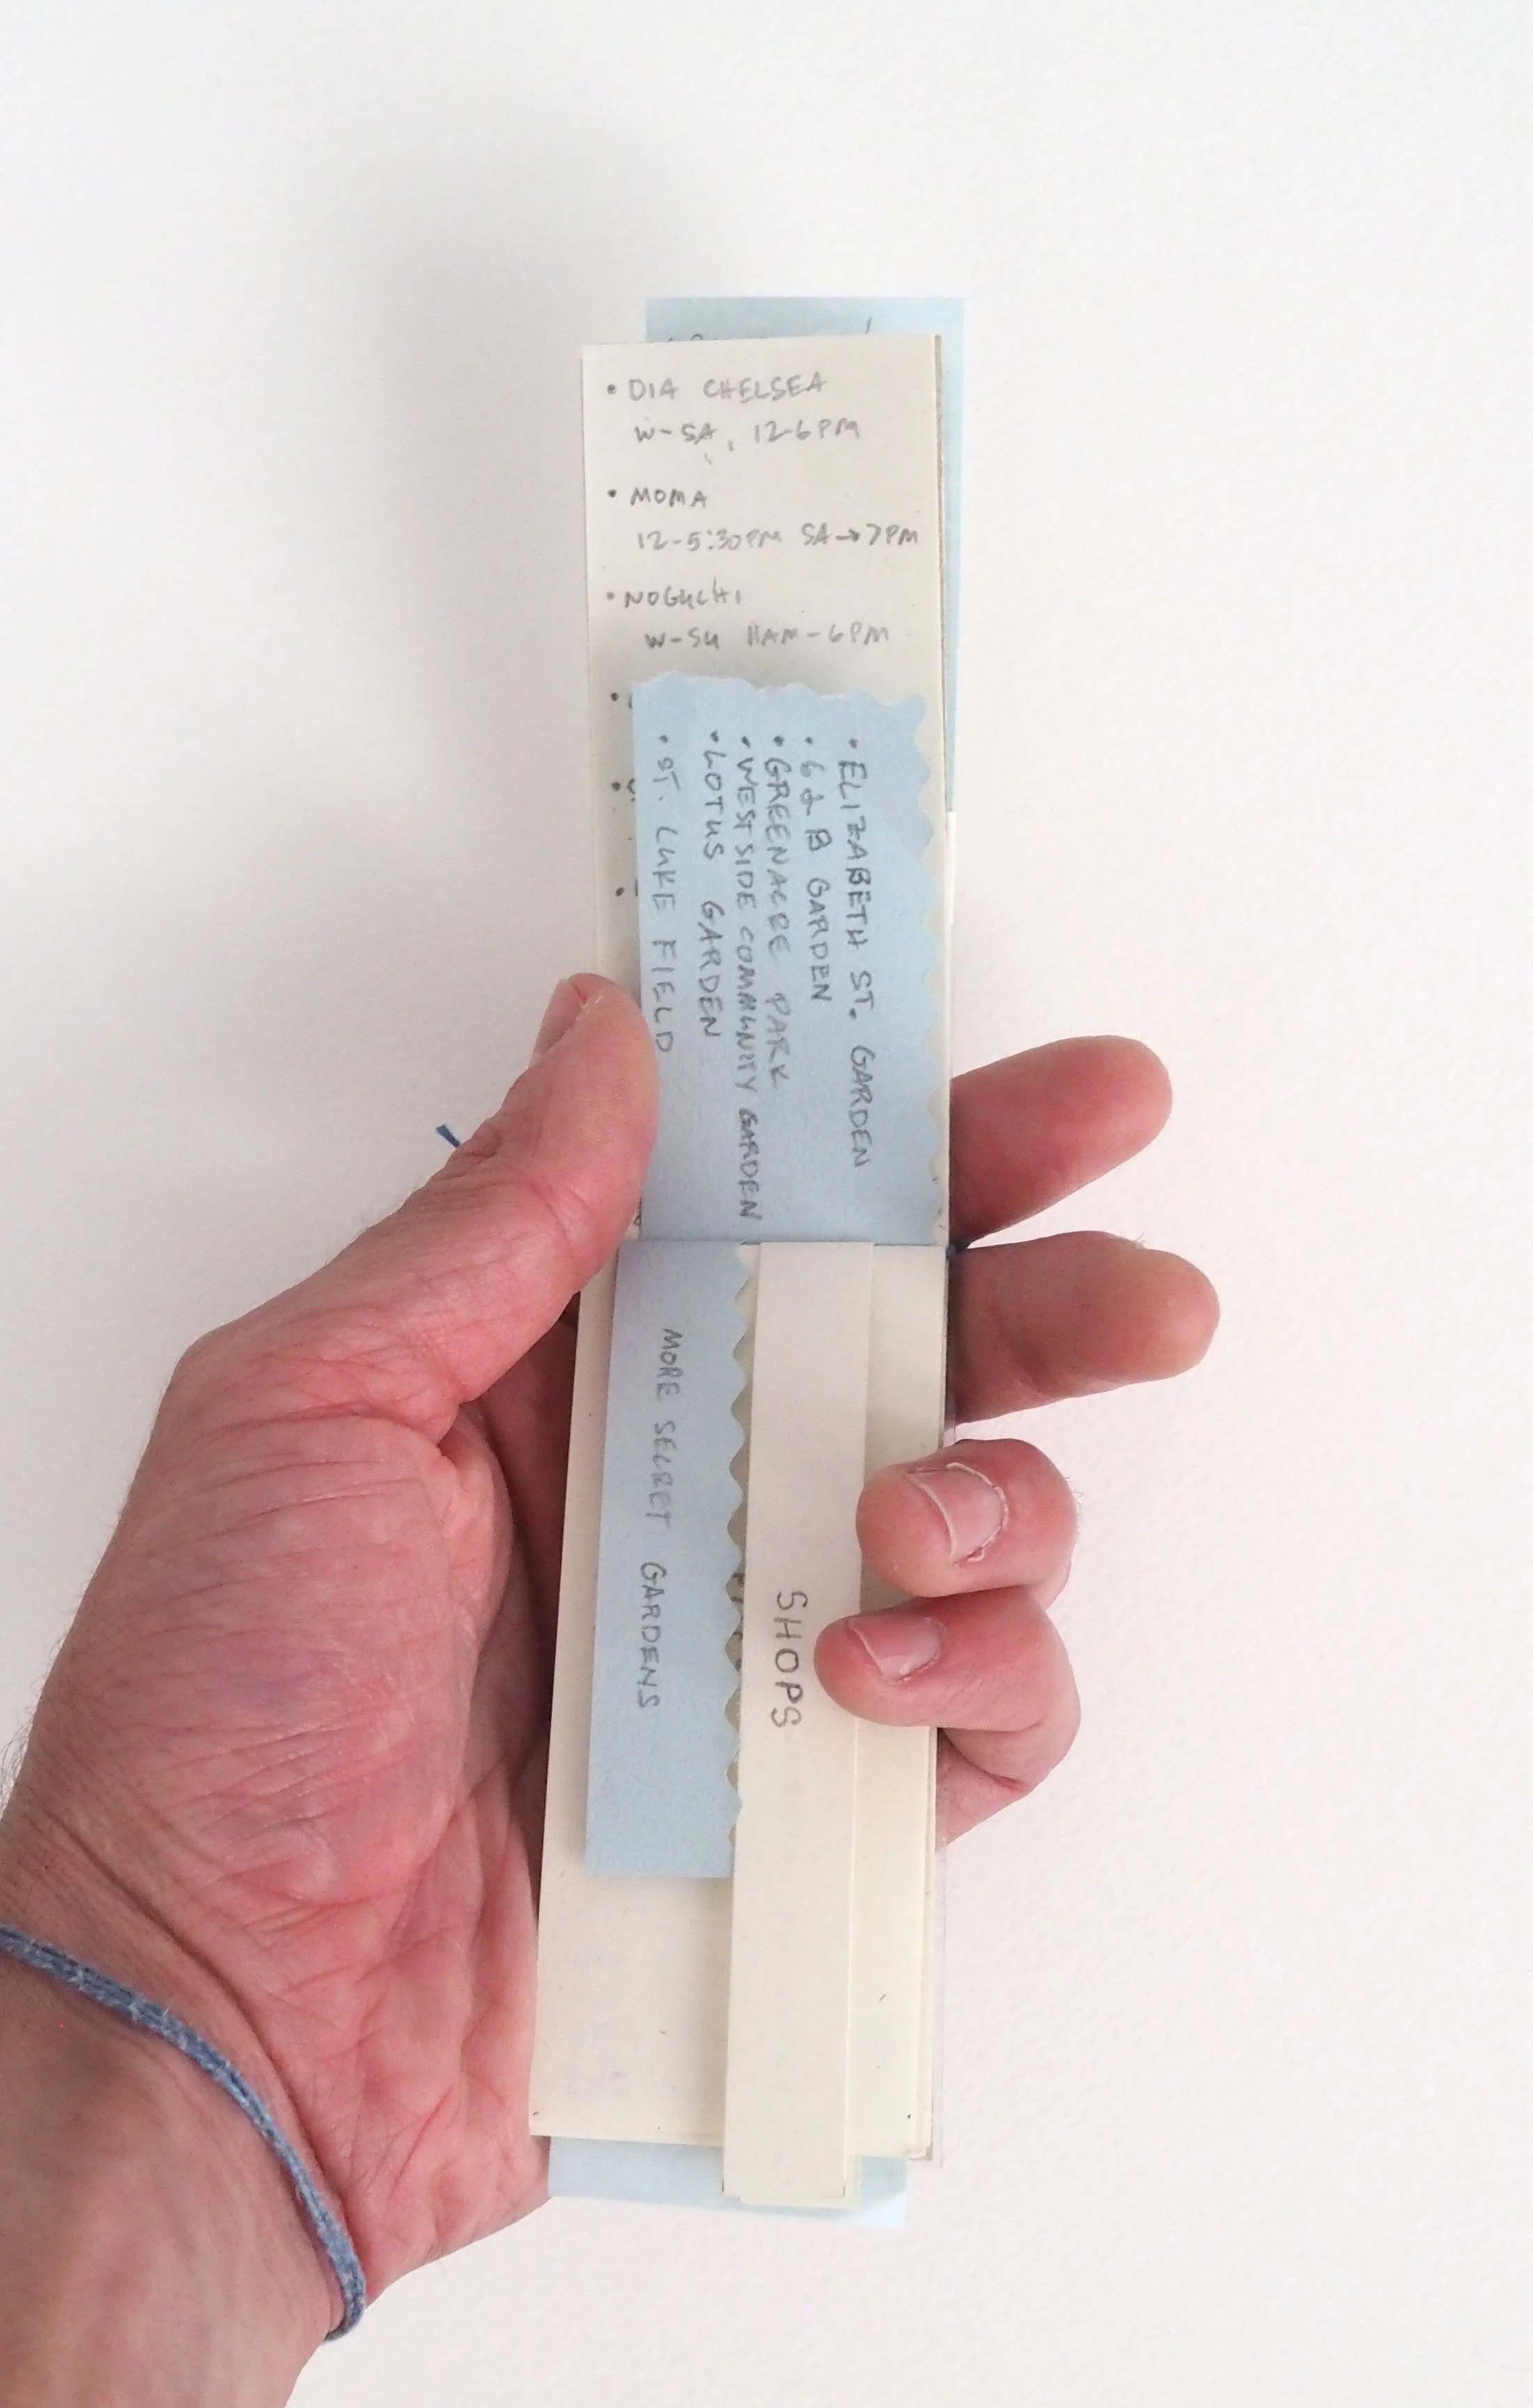 • DIA CHELSEA
W-SA, 12-6PM
• MOMA
12-5:30PM SA→7PM
• NOGUCHI
W-SU 11AM-6PM
• ELIZABETH ST. GARDEN
• 6 & B GARDEN
• GREENACRE PARK
• WEST SIDE COMMUNITY GARDEN
• LOTUS GARDEN
• ST. LUKE FIELD
SHOPS
MORE SECRET GARDENS